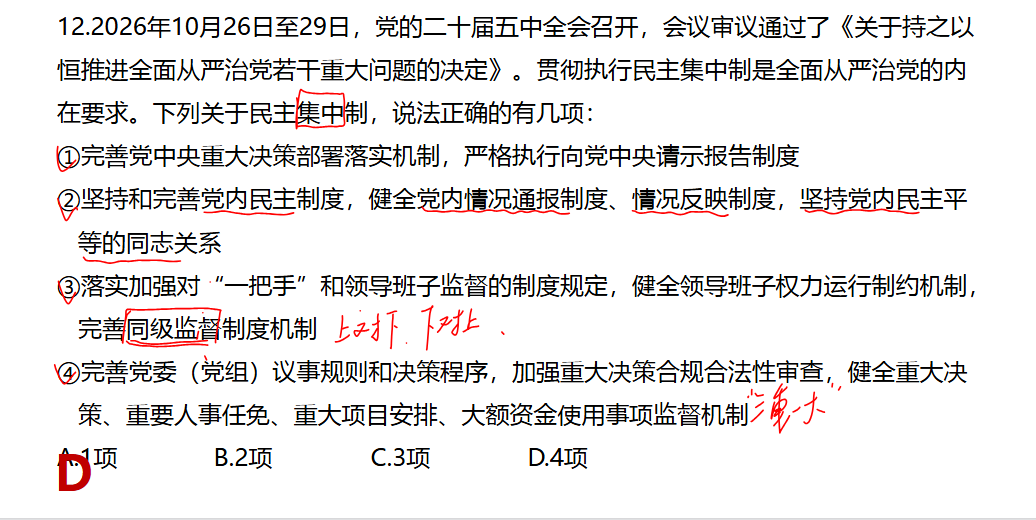 12.2026年10月26日至29日，党的二十届五中全会召开，会议审议通过了《关于持之以
恒推进全面从严治党若干重大问题的决定》。贯彻执行民主集中制是全面从严治党的内
在要求。下列关于民主集中制，说法正确的有几项：
①完善党中央重大决策部署落实机制，严格执行向党中央请示报告制度
②坚持和完善党内民主制度，健全党内情况通报制度、情况反映制度，坚持党内民主平
等的同志关系
③落实加强对“一把手”和领导班子监督的制度规定，健全领导班子权力运行制约机制，
完善同级监督制度机制 上对下、下对上、
④完善党委（党组）议事规则和决策程序，加强重大决策合规合法性审查，健全重大决
策、重要人事任免、重大项目安排、大额资金使用事项监督机制 “三重一大”
A.1项 B.2项 C.3项 D.4项
D